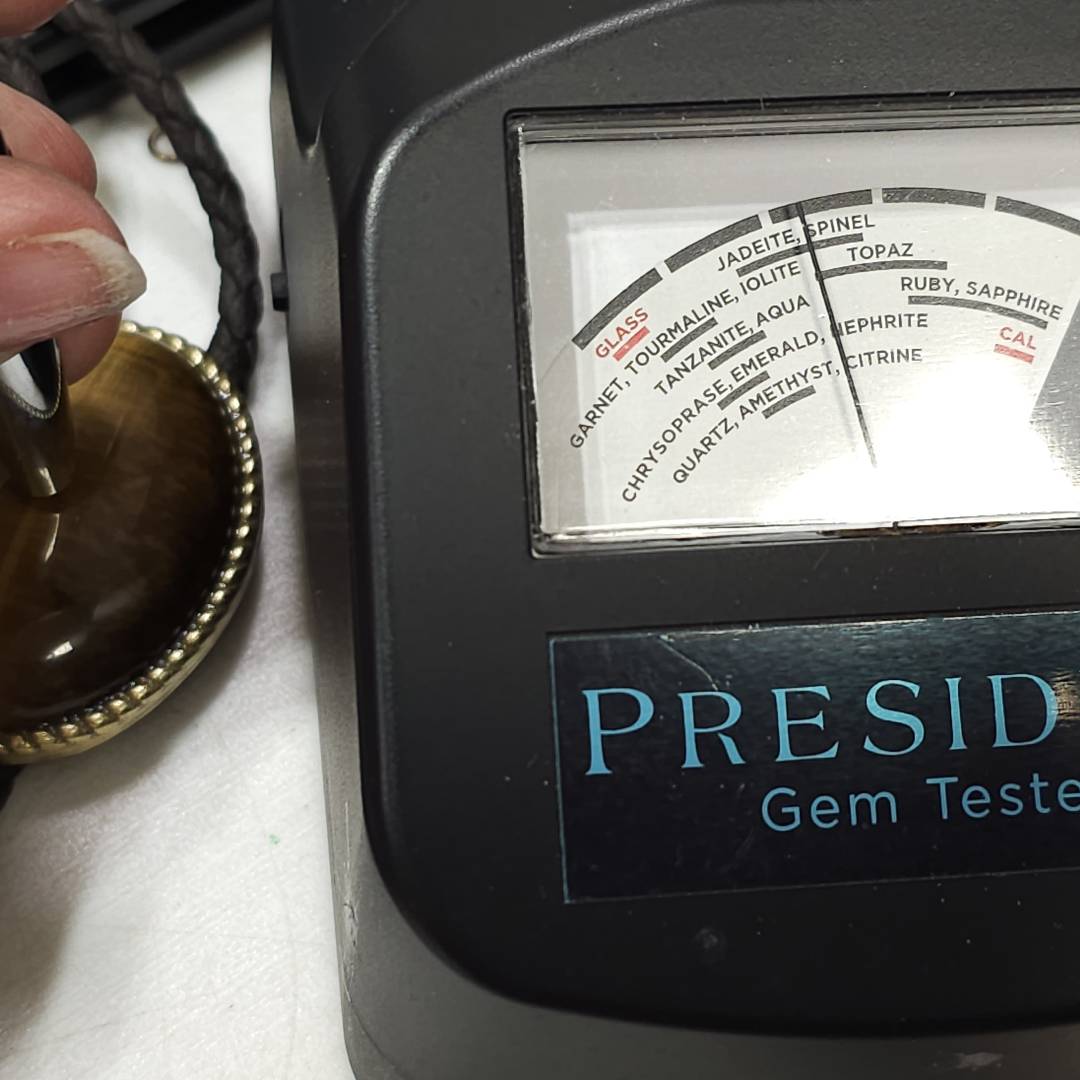 JADEITE, SPINEL
TOPAZ
RUBY, SAPPHIRE
CAL
GLASS
GARNET, TOURMALINE, IOLITE
TANZANITE, AQUA
CHRYSOPRASE, EMERALD, NEPHRITE
QUARTZ, AMETHYST, CITRINE
PRESID
Gem Teste